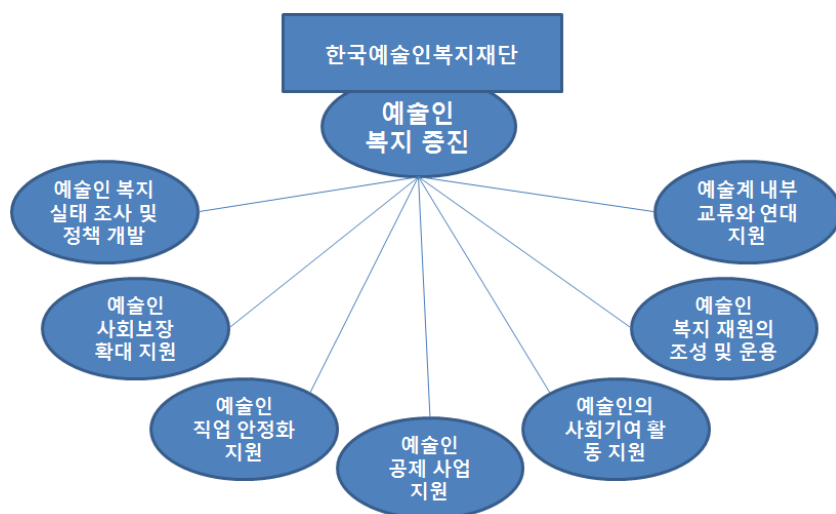 한국예술인복지재단
예술인
복지 증진
예술인 복지
실태 조사 및
정책 개발
예술인
사회보장
확대 지원
예술인
직업 안정화
지원
예술인
공제 사업
지원
예술인의
사회기여 활
동 지원
예술인
복지 재원의
조성 및 운용
예술계 내부
교류와 연대
지원